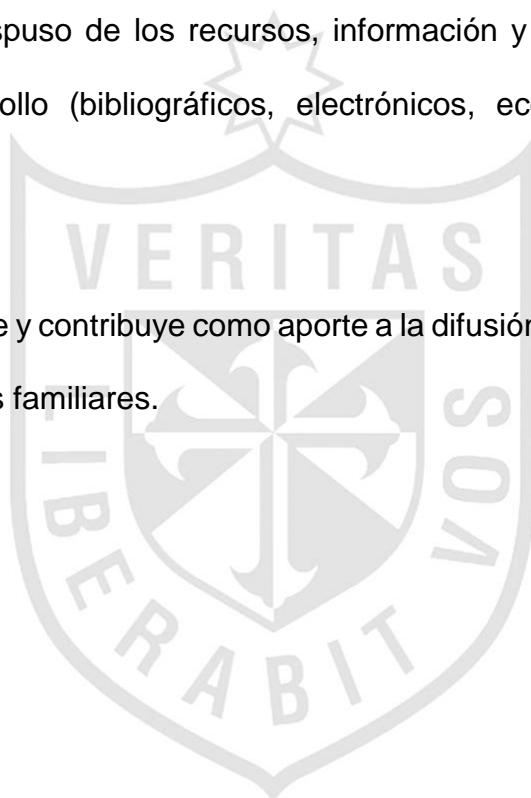 spuso de los recursos, información y
ollo (bibliográficos, electrónicos, ec
VERITAS
e y contribuye como aporte a la difusión
s familiares.
LIBERABIT VOS